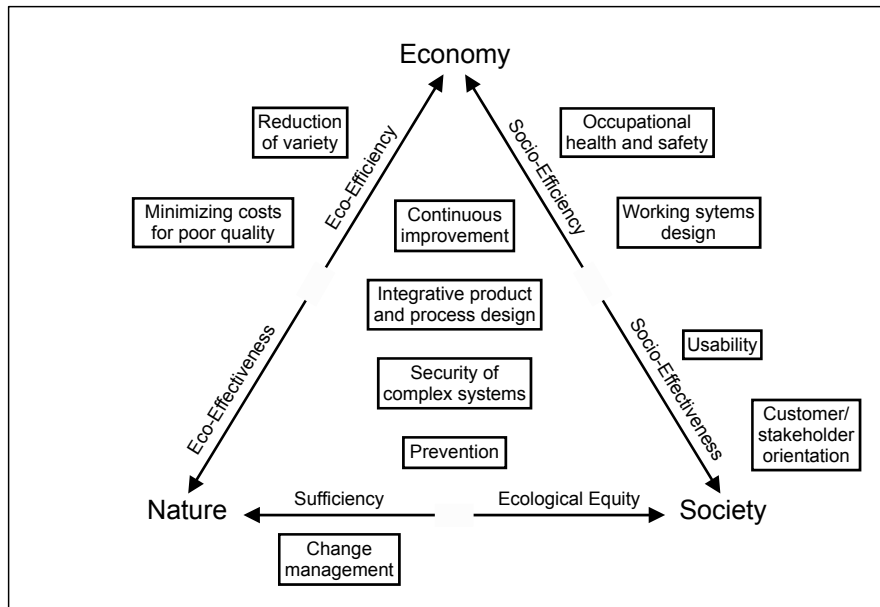 Economy
Reduction
of variety
Eco-Efficiency
Socio-Efficiency
Occupational
health and safety
Minimizing costs
for poor quality
Continuous
improvement
Working sytems
design
Integrative product
and process design
Eco-Effectiveness
Socio-Effectiveness
Usability
Security of
complex systems
Customer/
stakeholder
orientation
Prevention
Nature
Sufficiency
Ecological Equity
Society
Change
management